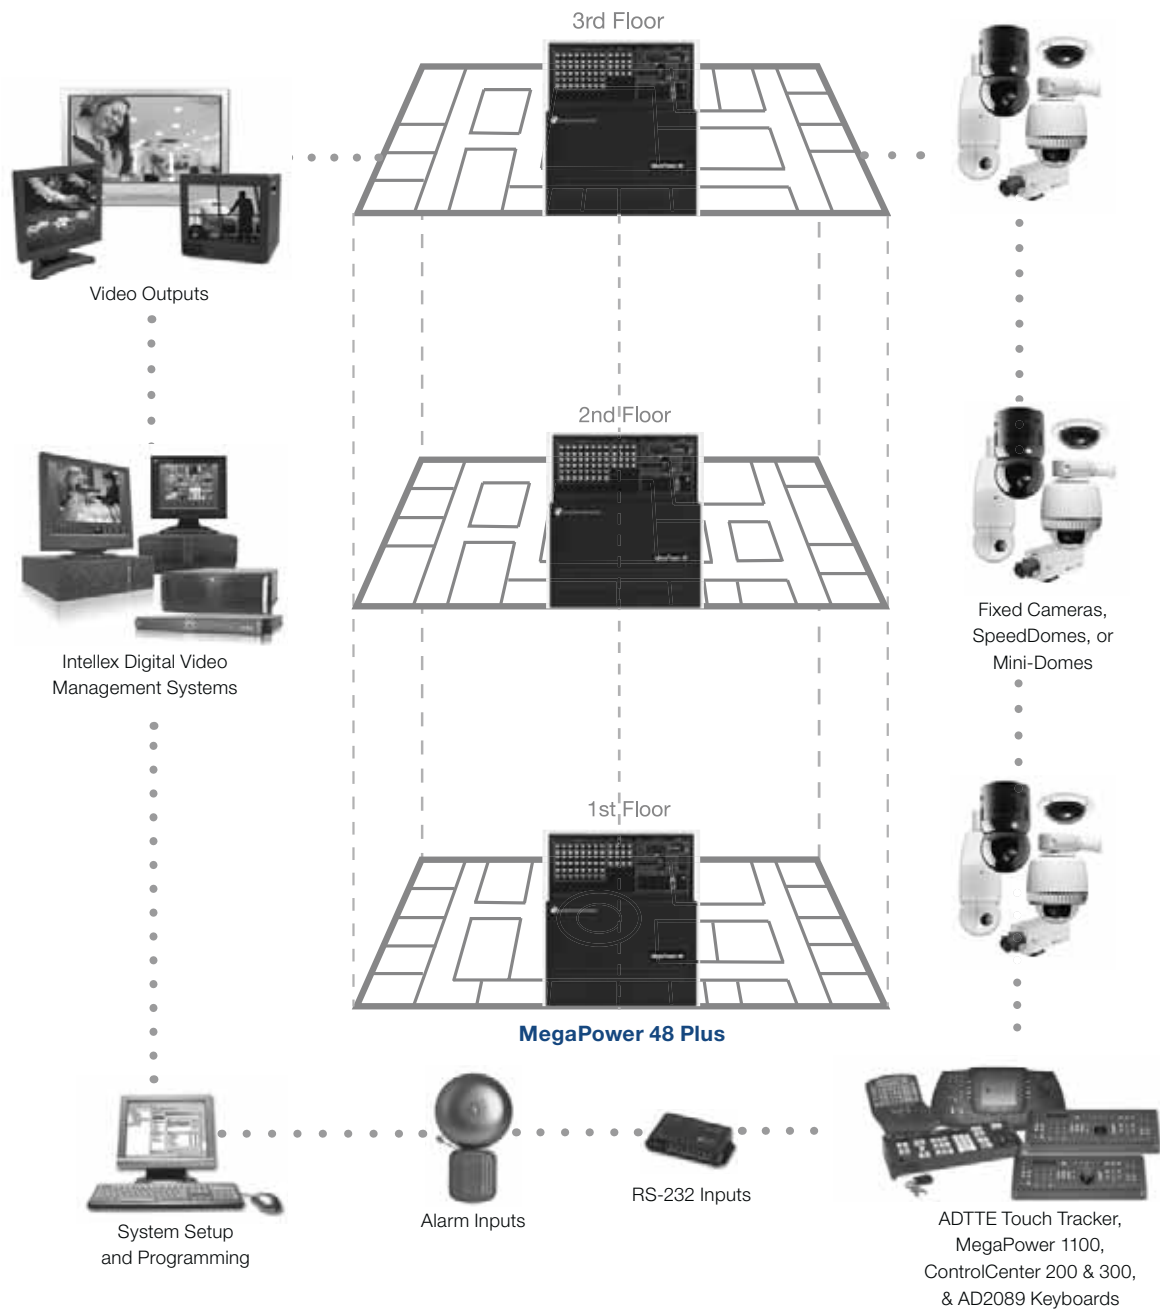 3rd Floor
Video Outputs
2nd Floor
Intellex Digital Video
Management Systems
Fixed Cameras,
SpeedDomes, or
Mini-Domes
1st Floor
MegaPower 48 Plus
System Setup
and Programming
Alarm Inputs
RS-232 Inputs
ADTTE Touch Tracker,
MegaPower 1100,
ControlCenter 200 & 300,
& AD2089 Keyboards